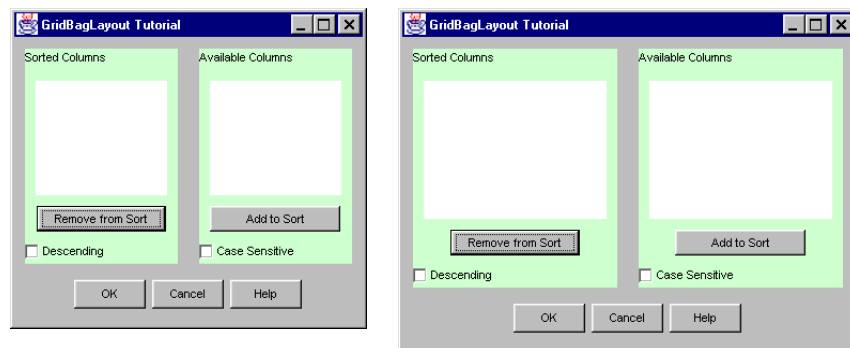 GridBagLayout Tutorial
Sorted Columns
Available Columns
Remove from Sort
Add to Sort
Descending
Case Sensitive
OK
Cancel
Help
GridBagLayout Tutorial
Sorted Columns
Available Columns
Remove from Sort
Add to Sort
Descending
Case Sensitive
OK
Cancel
Help